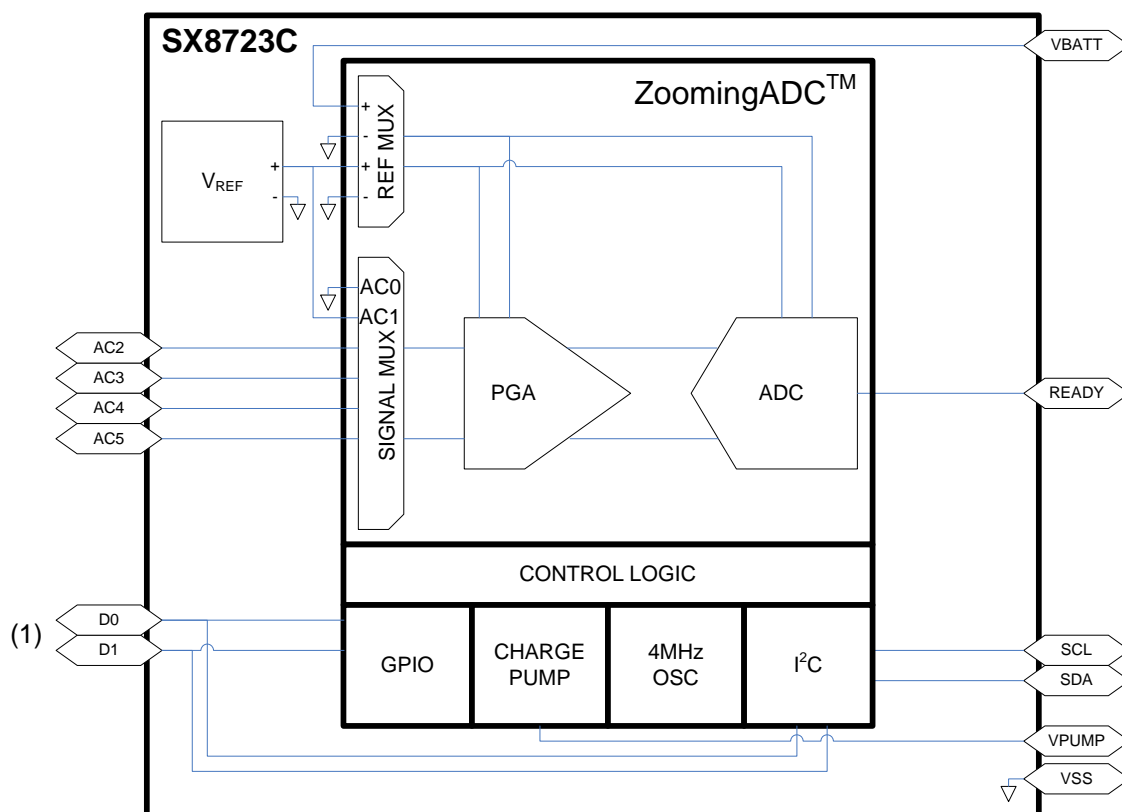 SX8723C
VBATT
ZoomingADC™
+
-
+
-
REF MUX
VREF
+
-
AC0
AC1
SIGNAL MUX
AC2
AC3
AC4
AC5
PGA
ADC
READY
CONTROL LOGIC
(1)
D0
D1
GPIO
CHARGE
PUMP
4MHz
OSC
I²C
SCL
SDA
VPUMP
VSS